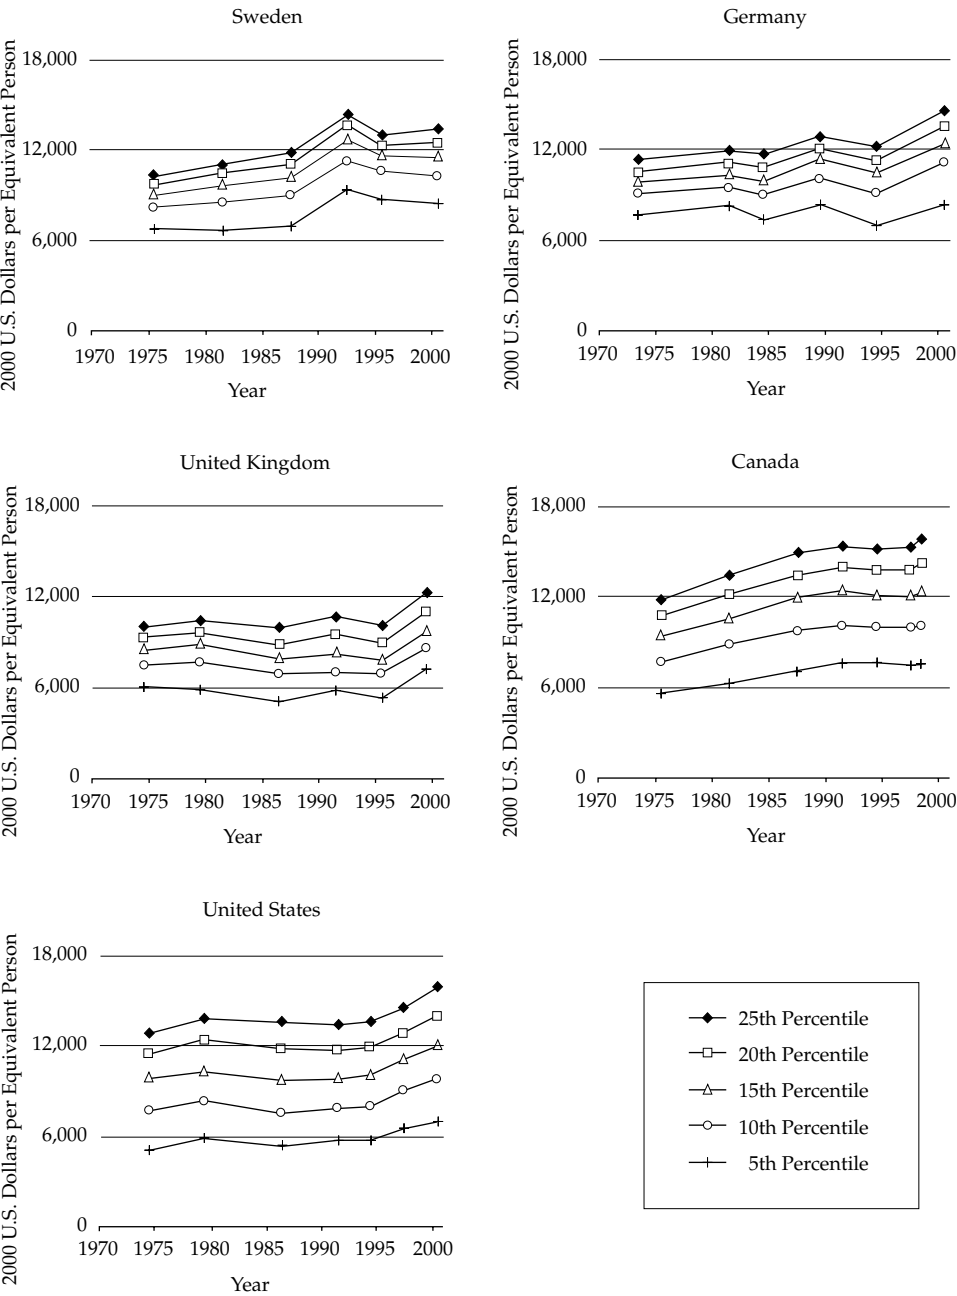 Sweden
2000 U.S. Dollars per Equivalent Person
18,000
12,000
6,000
0
1970 1975 1980 1985 1990 1995 2000
Year
Germany
2000 U.S. Dollars per Equivalent Person
18,000
12,000
6,000
0
1970 1975 1980 1985 1990 1995 2000
Year
United Kingdom
2000 U.S. Dollars per Equivalent Person
18,000
12,000
6,000
0
1970 1975 1980 1985 1990 1995 2000
Year
Canada
2000 U.S. Dollars per Equivalent Person
18,000
12,000
6,000
0
1970 1975 1980 1985 1990 1995 2000
Year
United States
2000 U.S. Dollars per Equivalent Person
18,000
12,000
6,000
0
1970 1975 1980 1985 1990 1995 2000
Year
25th Percentile
20th Percentile
15th Percentile
10th Percentile
5th Percentile